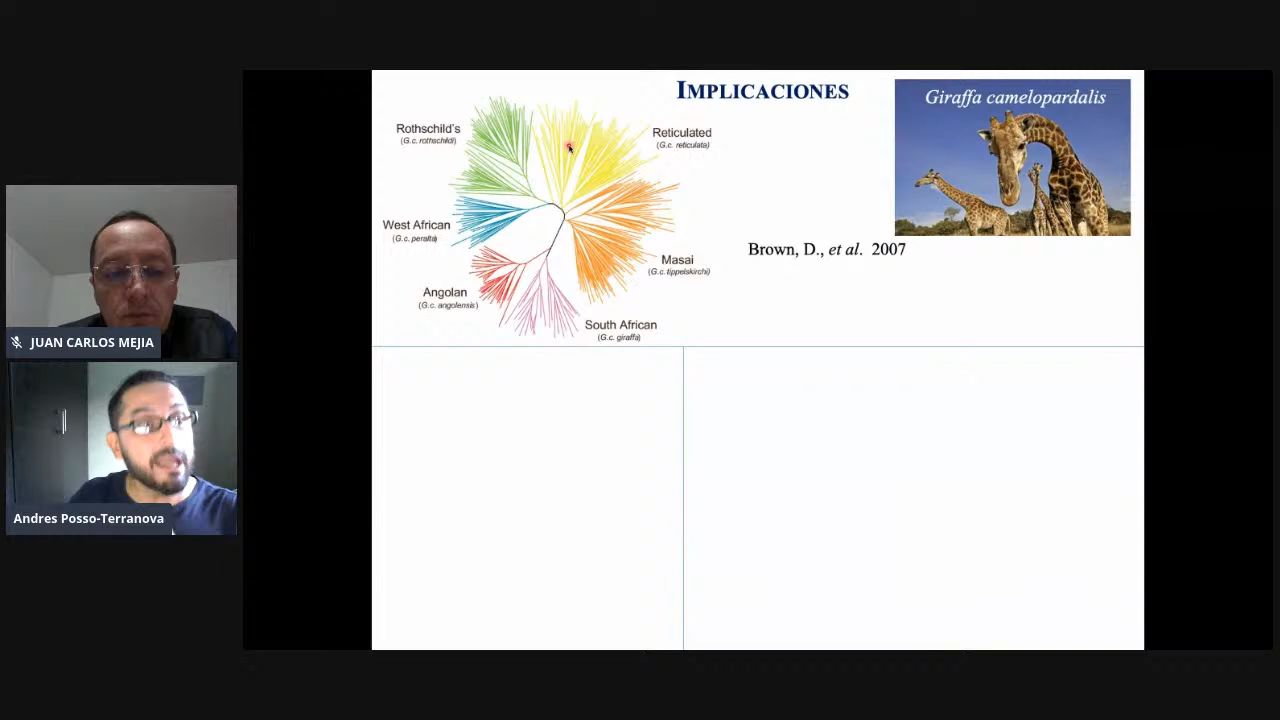 IMPLICACIONES
Giraffa camelopardalis
Rothschild's
(G.c. rothschildi)
Reticulated
(G.c. reticulata)
West African
(G.c. peralta)
Masai
(G.c. tippelskirchi)
Angolan
(G.c. angolensis)
South African
(G.c. giraffa)
Brown, D., et al. 2007
JUAN CARLOS MEJIA
Andres Posso-Terranova